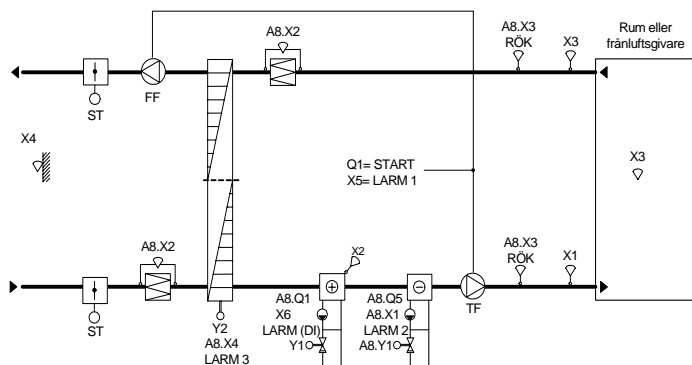 A8.X2
A8.X3
RÖK
X3
Rum eller
frånluftsgivare
ST
FF
X4
Q1= START
X5= LARM 1
X3
A8.X2
X2
A8.X3
RÖK
X1
ST
Y2
A8.X4
LARM 3
A8.Q1
X6
LARM (DI)
Y1
A8.Q5
A8.X1
LARM 2
A8.Y1
TF